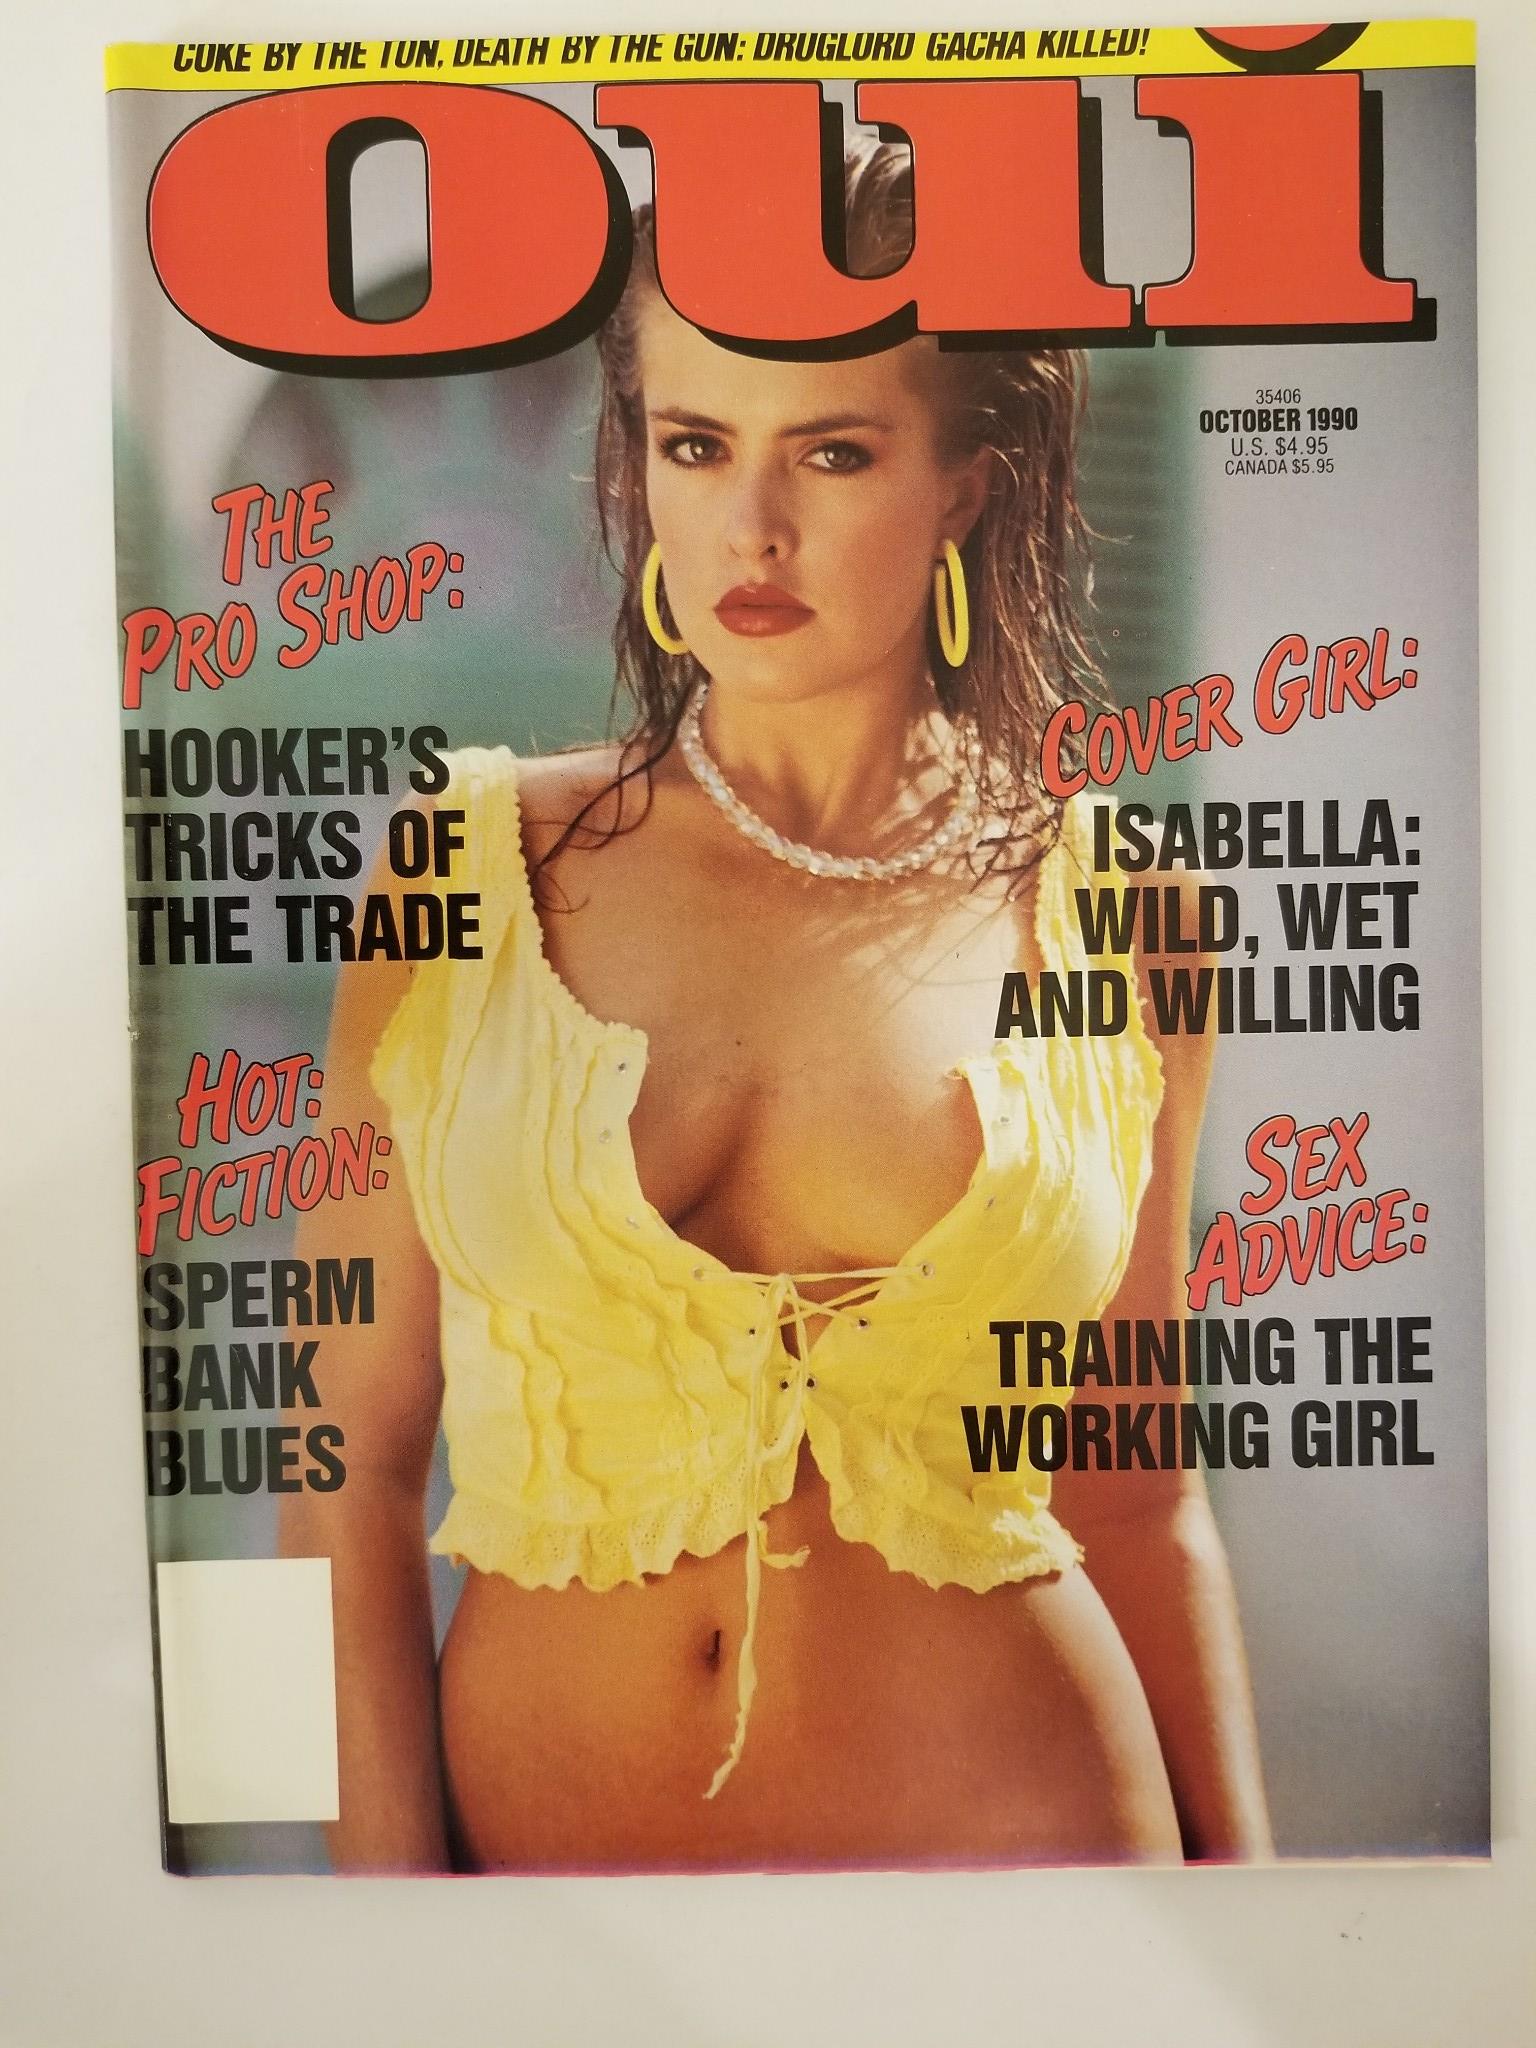 COKE BY THE TON, DEATH BY THE GUN: DRUGLORD GACHA KILLED!
oui
35406
OCTOBER 1990
U.S. $4.95
CANADA $5.95
THE
PRO SHOP:
HOOKER'S
TRICKS OF
THE TRADE
COVER GIRL:
ISABELLA:
WILD, WET
AND WILLING
HOT:
FICTION:
SPERM
BANK
BLUES
SEX
ADVICE:
TRAINING THE
WORKING GIRL